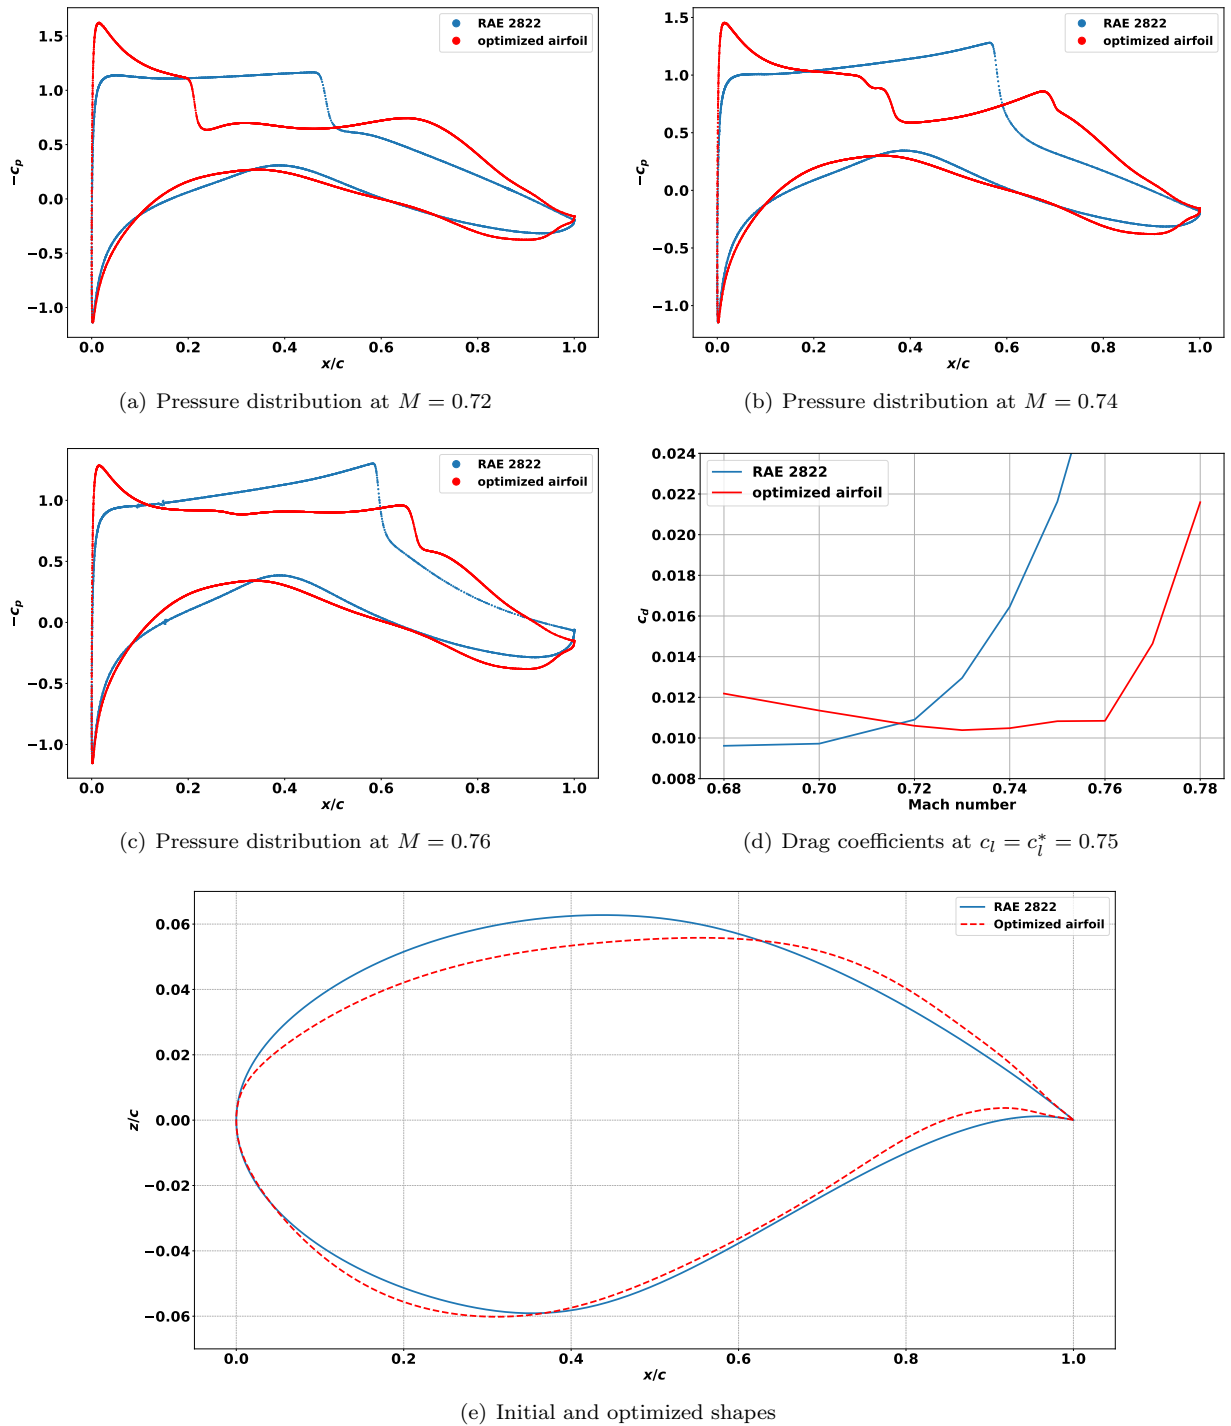 RAE 2822
optimized airfoil
1.5
1.0
0.5
0.0
−0.5
−1.0
−c_p
0.0 0.2 0.4 0.6 0.8 1.0
x/c
(a) Pressure distribution at M = 0.72
RAE 2822
optimized airfoil
1.5
1.0
0.5
0.0
−0.5
−1.0
−c_p
0.0 0.2 0.4 0.6 0.8 1.0
x/c
(b) Pressure distribution at M = 0.74
RAE 2822
optimized airfoil
1.0
0.5
0.0
−0.5
−1.0
−c_p
0.0 0.2 0.4 0.6 0.8 1.0
x/c
(c) Pressure distribution at M = 0.76
RAE 2822
optimized airfoil
0.024
0.022
0.020
0.018
0.016
0.014
0.012
0.010
0.008
c_d
0.68 0.70 0.72 0.74 0.76 0.78
Mach number
(d) Drag coefficients at c_l = c_l^* = 0.75
RAE 2822
Optimized airfoil
0.06
0.04
0.02
0.00
−0.02
−0.04
−0.06
z/c
0.0 0.2 0.4 0.6 0.8 1.0
x/c
(e) Initial and optimized shapes